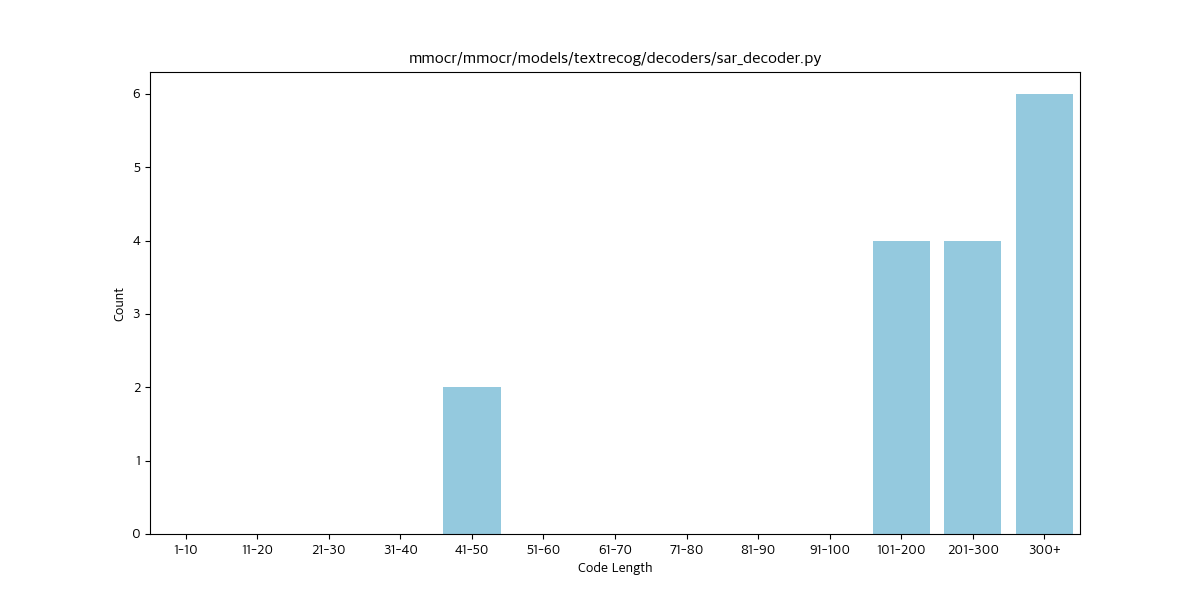 mmocr/mmocr/models/textrecog/decoders/sar_decoder.py
6
5
4
3
2
1
0
Count
1-10 11-20 21-30 31-40 41-50 51-60 61-70 71-80 81-90 91-100 101-200 201-300 300+
Code Length